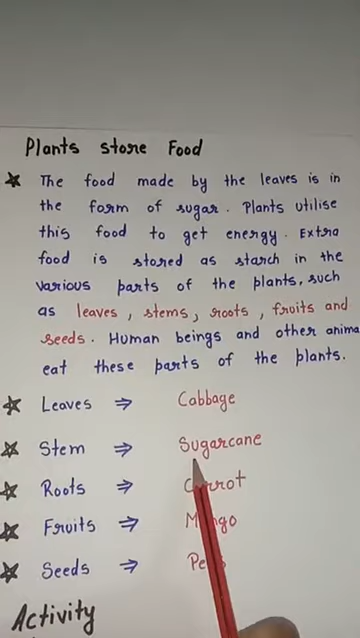 Plants store Food
★ The food made by the leaves is in
the form of sugar. Plants utilise
this food to get energy. Extra
food is stored as starch in the
various parts of the plants, such
as leaves, stems, roots, fruits and
seeds. Human beings and other anima
eat these parts of the plants.
★ Leaves ⇒ Cabbage
★ Stem ⇒ Sugarcane
★ Roots ⇒
★ Fruits ⇒
★ Seeds ⇒
Activity